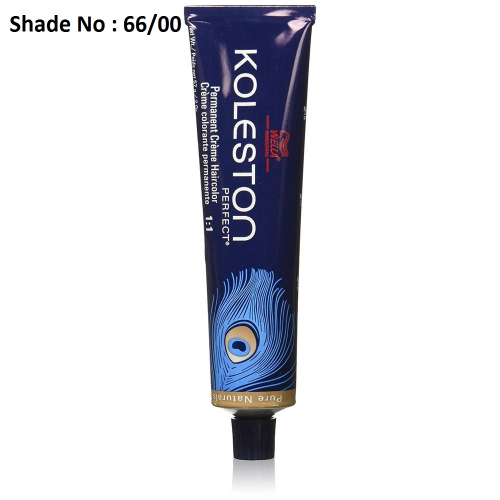 Shade No : 66/00
KOLESTON
PERFECT®
WELLA
Permanent Crème Haircolor
Crème colorante permanente
1:1
Pure Naturals